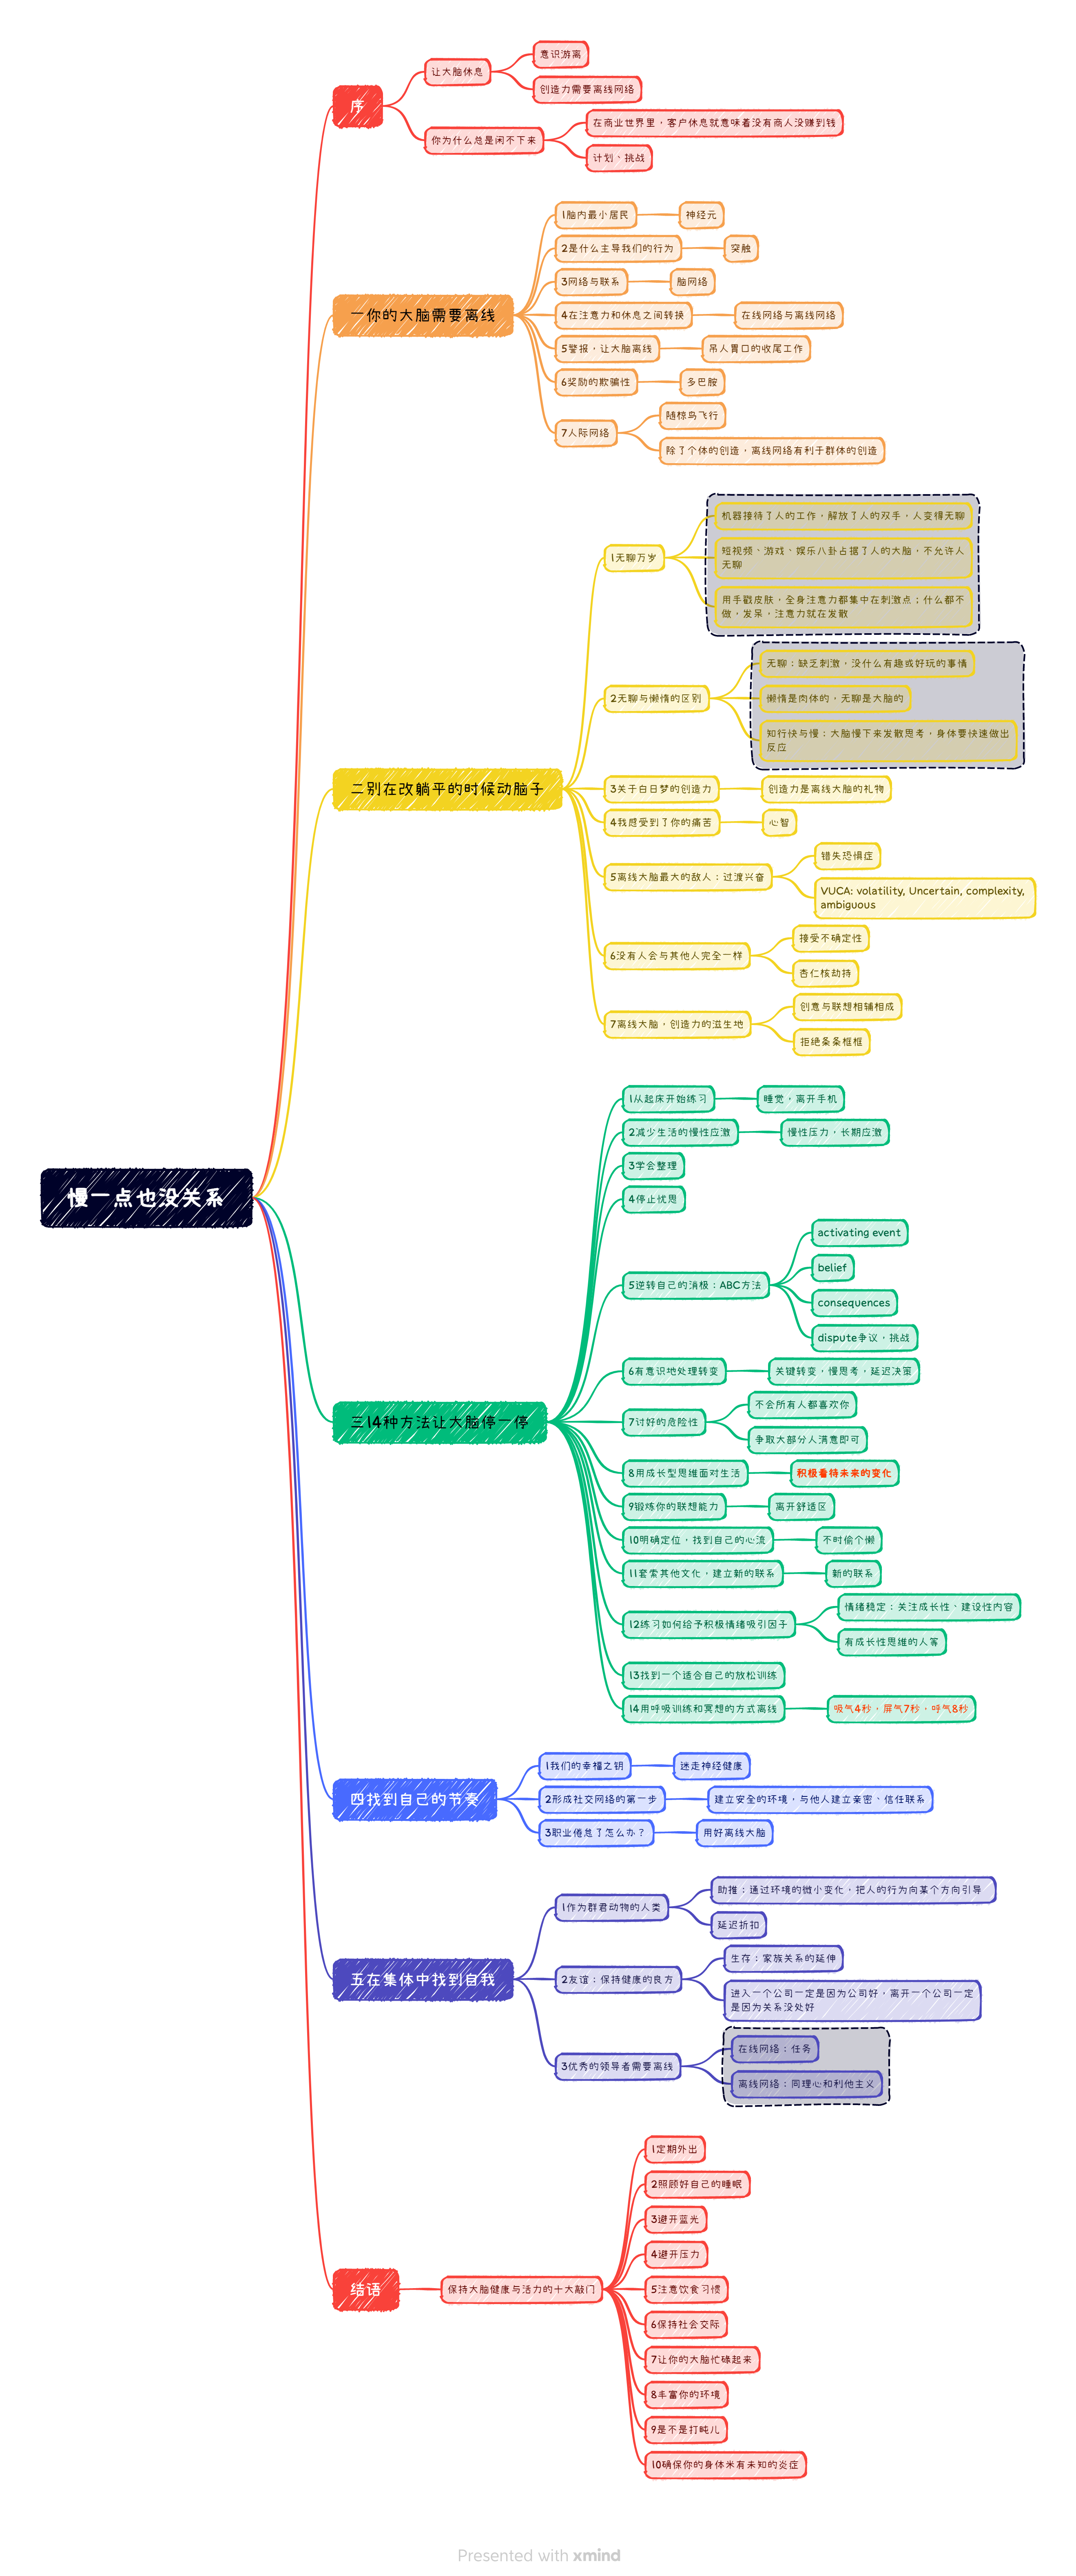 序
让大脑休息
意识游离
创造力需要离线网络
你为什么总是闲不下来
在商业世界里，客户休息就意味着没有商人没赚到钱
计划、挑战
一你的大脑需要离线
1脑内最小居民
神经元
2是什么主导我们的行为
突触
3网络与联系
脑网络
4在注意力和休息之间转换
在线网络与离线网络
5警报，让大脑离线
吊人胃口的收尾工作
6奖励的欺骗性
多巴胺
7人际网络
随椋鸟飞行
除了个体的创造，离线网络有利于群体的创造
二别在改躺平的时候动脑子
1无聊万岁
机器接待了人的工作，解放了人的双手，人变得无聊
短视频、游戏、娱乐八卦占据了人的大脑，不允许人
无聊
用手戳皮肤，全身注意力都集中在刺激点；什么都不
做，发呆，注意力就在发散
2无聊与懒惰的区别
无聊：缺乏刺激，没什么有趣或好玩的事情
懒惰是肉体的，无聊是大脑的
知行快与慢：大脑慢下来发散思考，身体要快速做出
反应
3关于白日梦的创造力
创造力是离线大脑的礼物
4我感受到了你的痛苦
心智
5离线大脑最大的敌人：过渡兴奋
错失恐惧症
VUCA: volatility, Uncertain, complexity,
ambiguous
6没有人会与其他人完全一样
接受不确定性
杏仁核劫持
7离线大脑，创造力的滋生地
创意与联想相辅相成
拒绝条条框框
慢一点也没关系
三14种方法让大脑停一停
1从起床开始练习
睡觉，离开手机
2减少生活的慢性应激
慢性压力，长期应激
3学会整理
4停止忧思
5逆转自己的消极：ABC方法
activating event
belief
consequences
dispute争议，挑战
6有意识地处理转变
关键转变，慢思考，延迟决策
7讨好的危险性
不会所有人都喜欢你
争取大部分人满意即可
8用成长型思维面对生活
积极看待未来的变化
9锻炼你的联想能力
离开舒适区
10明确定位，找到自己的心流
不时偷个懒
11套索其他文化，建立新的联系
新的联系
12练习如何给予积极情绪吸引因子
情绪稳定：关注成长性、建设性内容
有成长性思维的人等
13找到一个适合自己的放松训练
14用呼吸训练和冥想的方式离线
吸气4秒，屏气7秒，呼气8秒
四找到自己的节奏
1我们的幸福之钥
迷走神经健康
2形成社交网络的第一步
建立安全的环境，与他人建立亲密、信任联系
3职业倦怠了怎么办？
用好离线大脑
五在集体中找到自我
1作为群君动物的人类
助推：通过环境的微小变化，把人的行为向某个方向引导
延迟折扣
2友谊：保持健康的良方
生存：家族关系的延伸
进入一个公司一定是因为公司好，离开一个公司一定
是因为关系没处好
3优秀的领导者需要离线
在线网络：任务
离线网络：同理心和利他主义
结语
保持大脑健康与活力的十大敲门
1定期外出
2照顾好自己的睡眠
3避开蓝光
4避开压力
5注意饮食习惯
6保持社会交际
7让你的大脑忙碌起来
8丰富你的环境
9是不是打盹儿
10确保你的身体米有未知的炎症
Presented with xmind